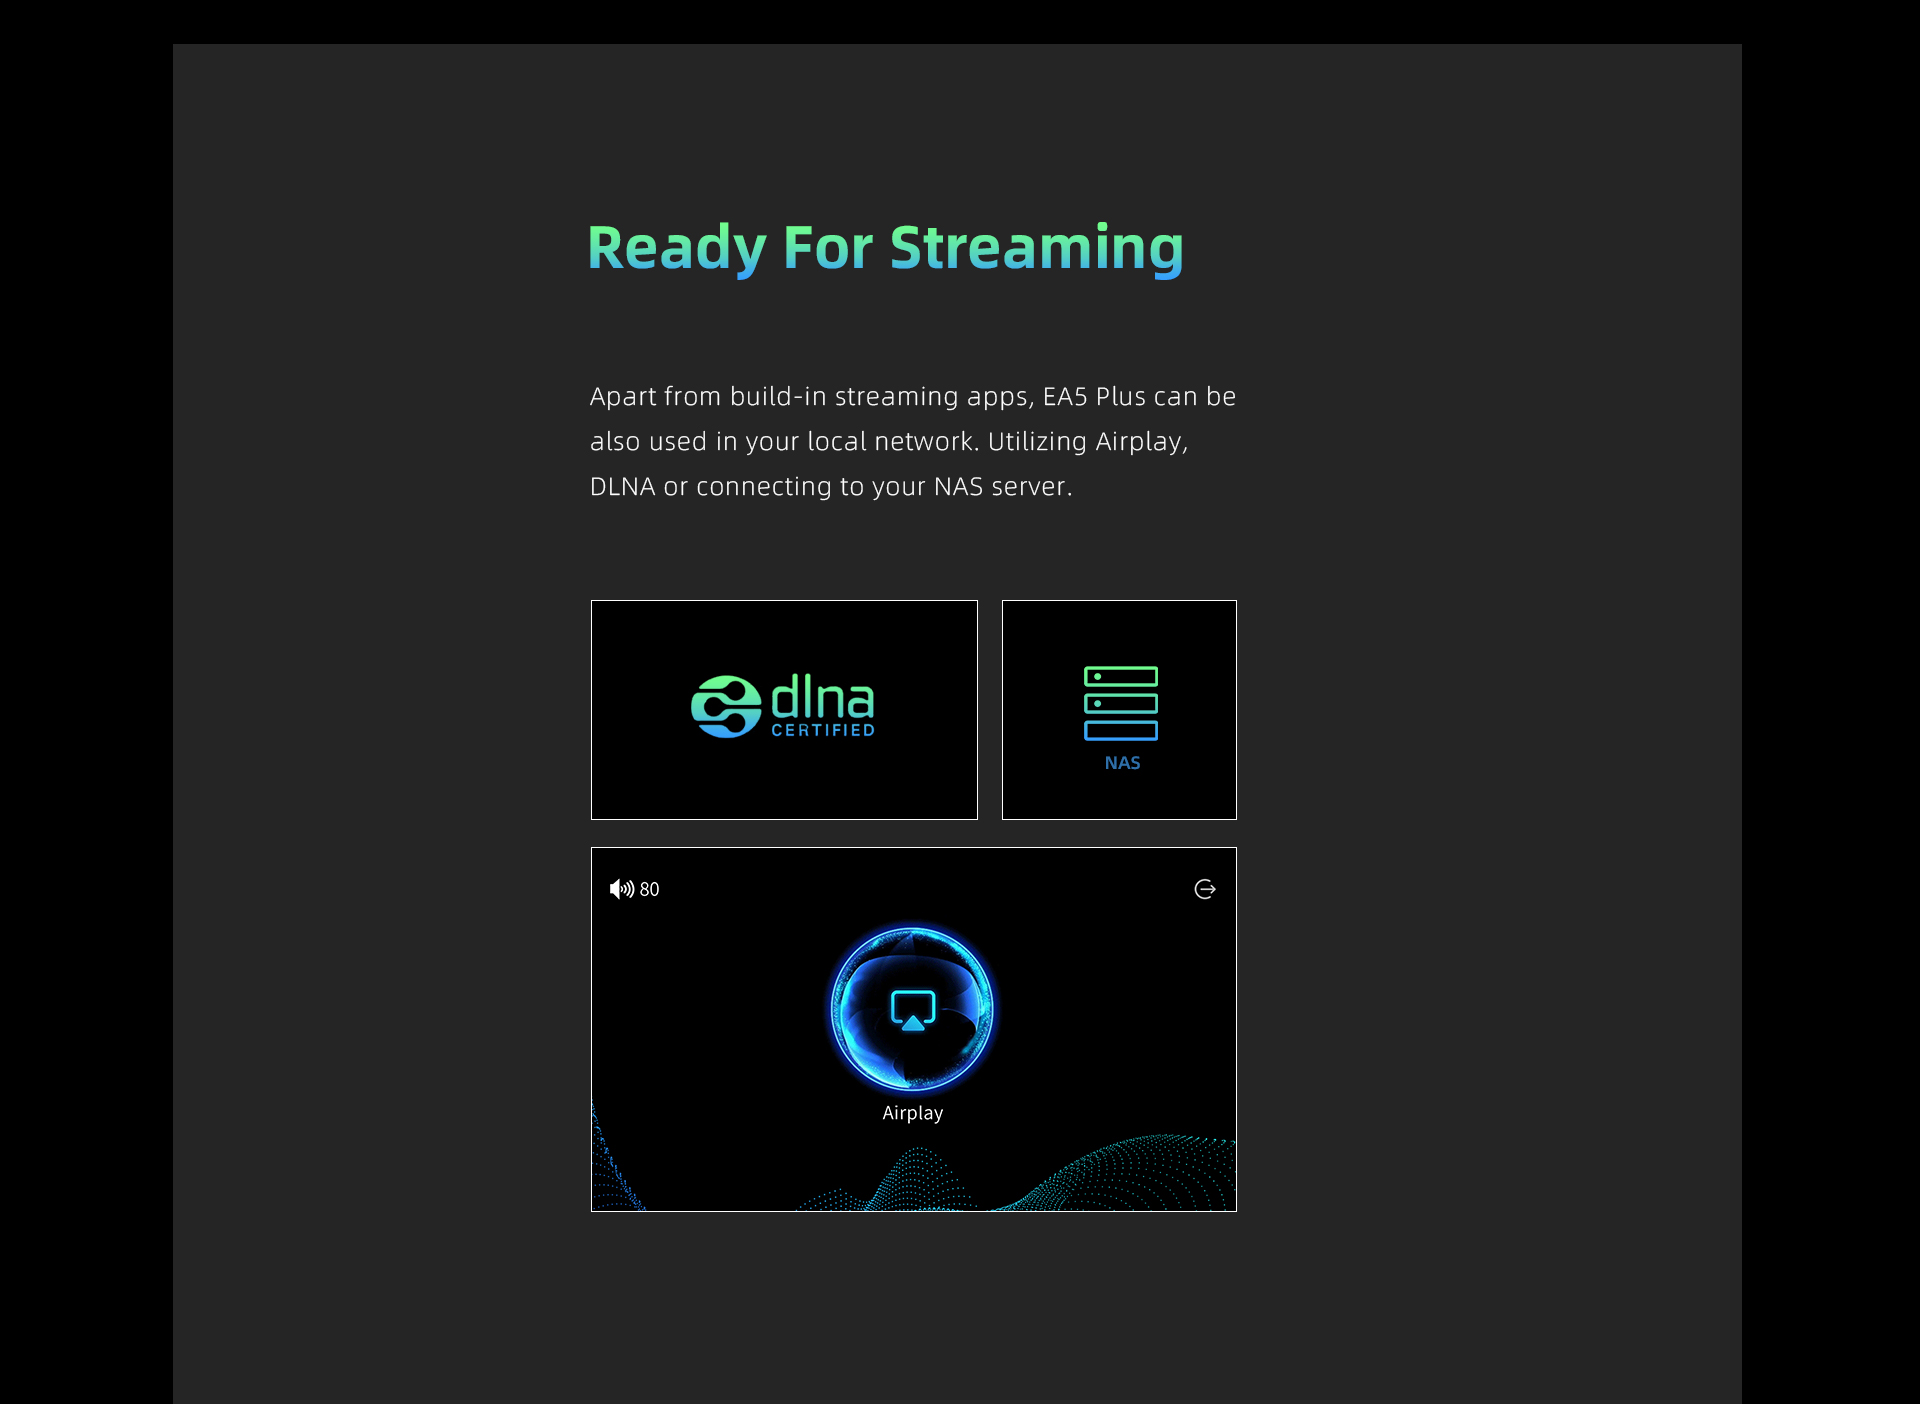 Ready For Streaming
Apart from build-in streaming apps, EA5 Plus can be
also used in your local network. Utilizing Airplay,
DLNA or connecting to your NAS server.
dlna
CERTIFIED
NAS
80
Airplay